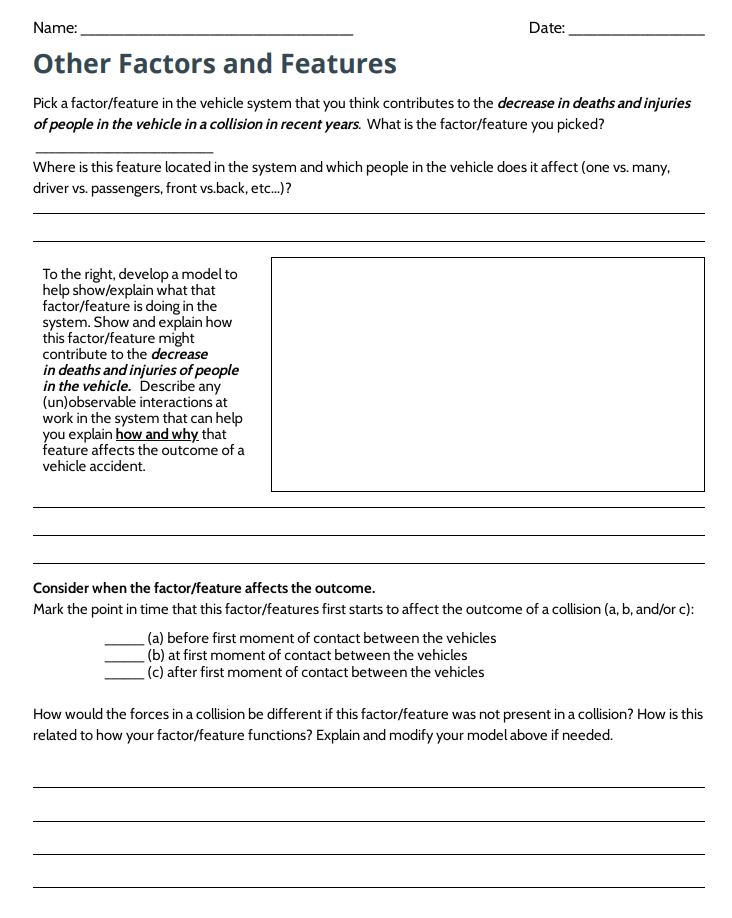 Name: ________________________________ Date: ________________
Other Factors and Features
Pick a factor/feature in the vehicle system that you think contributes to the decrease in deaths and injuries
of people in the vehicle in a collision in recent years. What is the factor/feature you picked?
________________________
Where is this feature located in the system and which people in the vehicle does it affect (one vs. many,
driver vs. passengers, front vs.back, etc...)?
To the right, develop a model to
help show/explain what that
factor/feature is doing in the
system. Show and explain how
this factor/feature might
contribute to the decrease
in deaths and injuries of people
in the vehicle. Describe any
(un)observable interactions at
work in the system that can help
you explain how and why that
feature affects the outcome of a
vehicle accident.
Consider when the factor/feature affects the outcome.
Mark the point in time that this factor/features first starts to affect the outcome of a collision (a, b, and/or c):
_____ (a) before first moment of contact between the vehicles
_____ (b) at first moment of contact between the vehicles
_____ (c) after first moment of contact between the vehicles
How would the forces in a collision be different if this factor/feature was not present in a collision? How is this
related to how your factor/feature functions? Explain and modify your model above if needed.